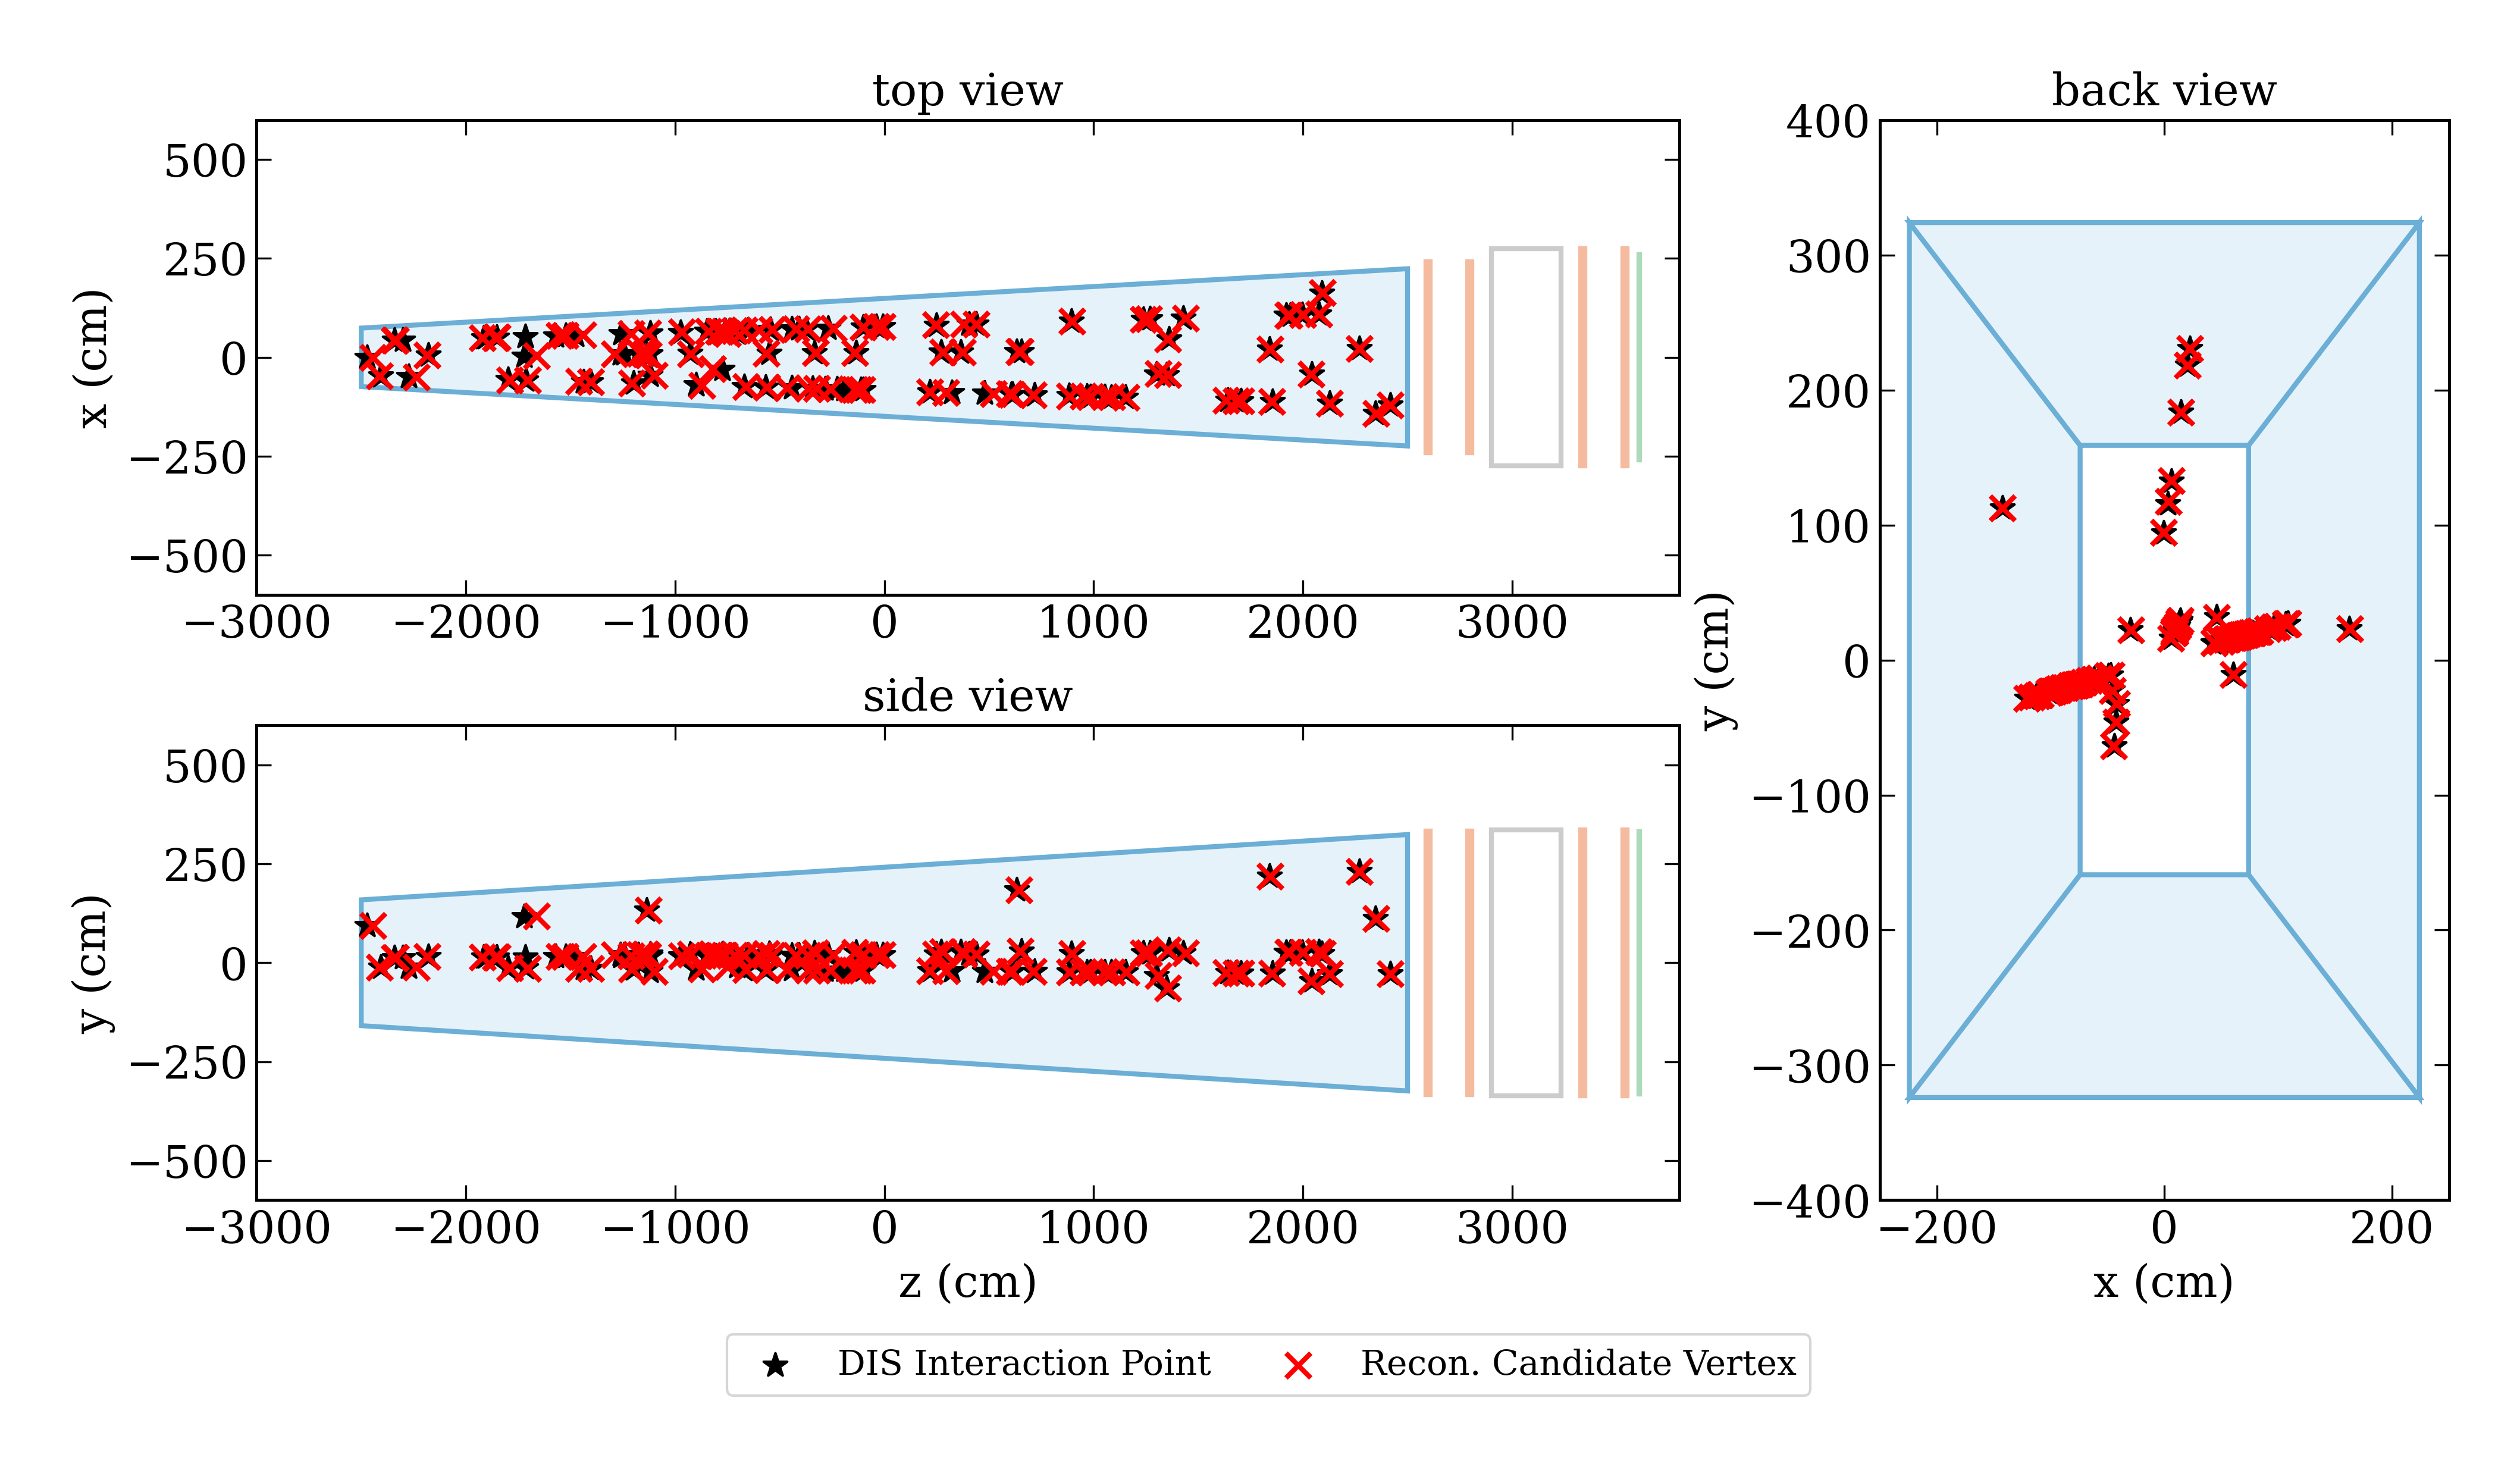 top view
500
250
0
−250
−500
x (cm)
−3000 −2000 −1000 0 1000 2000 3000
side view
500
250
0
−250
−500
y (cm)
−3000 −2000 −1000 0 1000 2000 3000
z (cm)
back view
400
300
200
100
0
−100
−200
−300
−400
y (cm)
−200 0 200
x (cm)
DIS Interaction Point Recon. Candidate Vertex